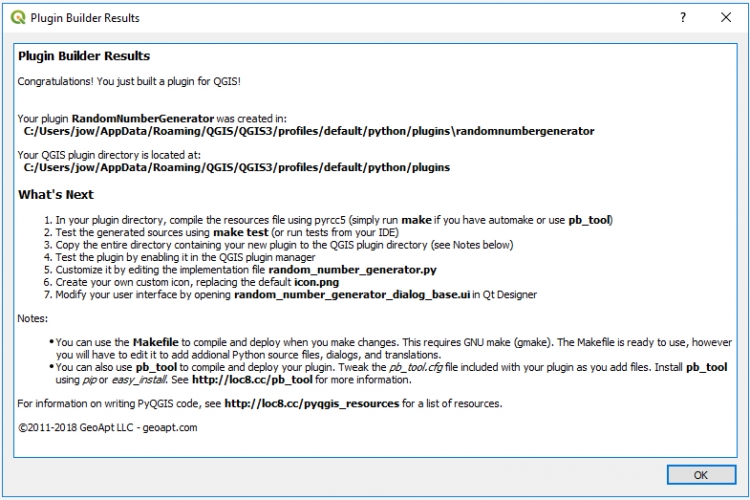 Plugin Builder Results
Plugin Builder Results
Congratulations! You just built a plugin for QGIS!
Your plugin RandomNumberGenerator was created in:
C:/Users/jow/AppData/Roaming/QGIS/QGIS3/profiles/default/python/plugins\randomnumbergenerator
Your QGIS plugin directory is located at:
C:/Users/jow/AppData/Roaming/QGIS/QGIS3/profiles/default/python/plugins
What's Next
1. In your plugin directory, compile the resources file using pyrcc5 (simply run make if you have automake or use pb_tool)
2. Test the generated sources using make test (or run tests from your IDE)
3. Copy the entire directory containing your new plugin to the QGIS plugin directory (see Notes below)
4. Test the plugin by enabling it in the QGIS plugin manager
5. Customize it by editing the implementation file random_number_generator.py
6. Create your own custom icon, replacing the default icon.png
7. Modify your user interface by opening random_number_generator_dialog_base.ui in Qt Designer
Notes:
• You can use the Makefile to compile and deploy when you make changes. This requires GNU make (gmake). The Makefile is ready to use, however
you will have to edit it to add addional Python source files, dialogs, and translations.
• You can also use pb_tool to compile and deploy your plugin. Tweak the pb_tool.cfg file included with your plugin as you add files. Install pb_tool
using pip or easy_install. See http://loc8.cc/pb_tool for more information.
For information on writing PyQGIS code, see http://loc8.cc/pyqgis_resources for a list of resources.
©2011-2018 GeoApt LLC - geoapt.com
OK